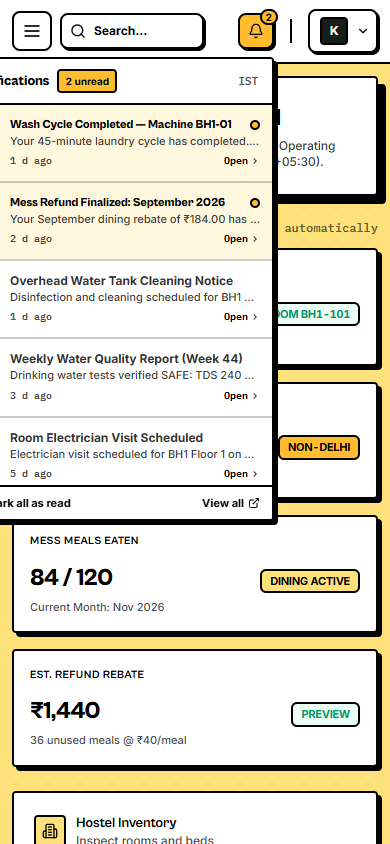 Search...
2
K
fications
2 unread
IST
Wash Cycle Completed — Machine BH1-01
Your 45-minute laundry cycle has completed....
1 d ago
Open
Mess Refund Finalized: September 2026
Your September dining rebate of ₹184.00 has ...
2 d ago
Open
Overhead Water Tank Cleaning Notice
Disinfection and cleaning scheduled for BH1 ...
1 d ago
Open
Weekly Water Quality Report (Week 44)
Drinking water tests verified SAFE: TDS 240 ...
3 d ago
Open
Room Electrician Visit Scheduled
Electrician visit scheduled for BH1 Floor 1 on ...
5 d ago
Open
ark all as read
View all
Operating
+05:30).
automatically
OOM BH1-101
NON-DELHI
MESS MEALS EATEN
84 / 120
DINING ACTIVE
Current Month: Nov 2026
EST. REFUND REBATE
₹1,440
PREVIEW
36 unused meals @ ₹40/meal
Hostel Inventory
Inspect rooms and beds